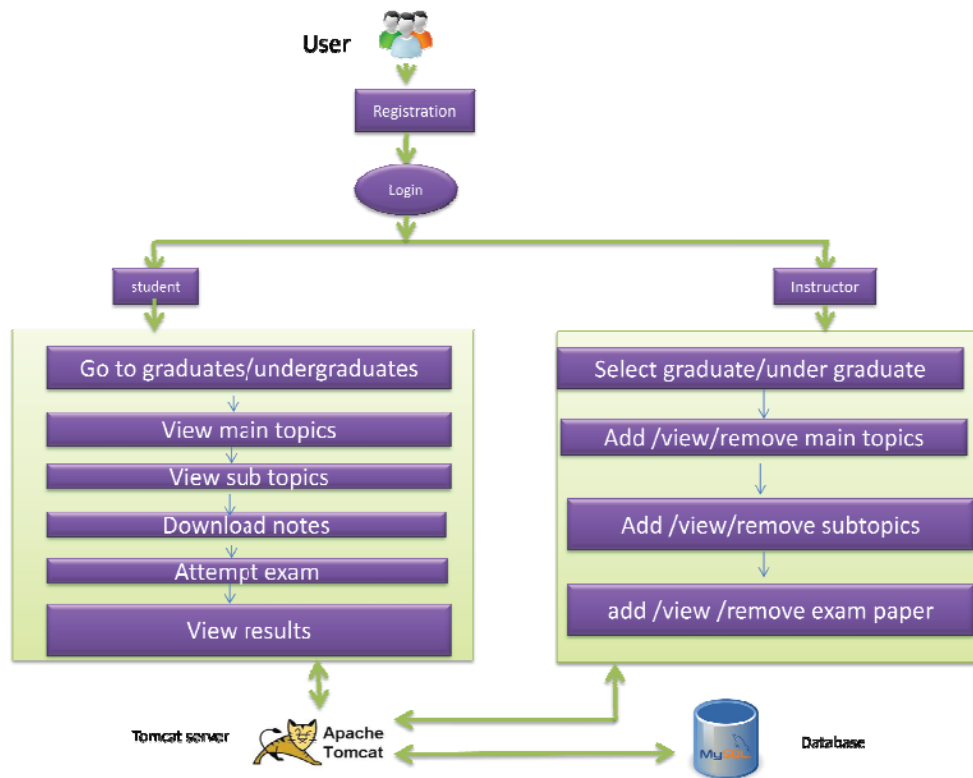 User
Registration
Login
student
Instructor
Go to graduates/undergraduates
View main topics
View sub topics
Download notes
Attempt exam
View results
Select graduate/under graduate
Add /view/remove main topics
Add /view/remove subtopics
add /view /remove exam paper
Tomcat server
Apache
Tomcat
MySQL
Database